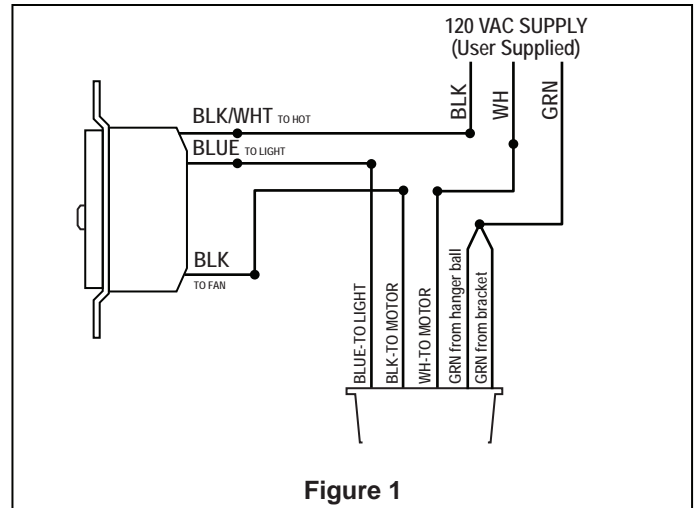 120 VAC SUPPLY
(User Supplied)
BLK
WH
GRN
BLK/WHT TO HOT
BLUE TO LIGHT
BLK
TO FAN
BLUE-TO LIGHT
BLK-TO MOTOR
WH-TO MOTOR
GRN from hanger ball
GRN from bracket
Figure 1